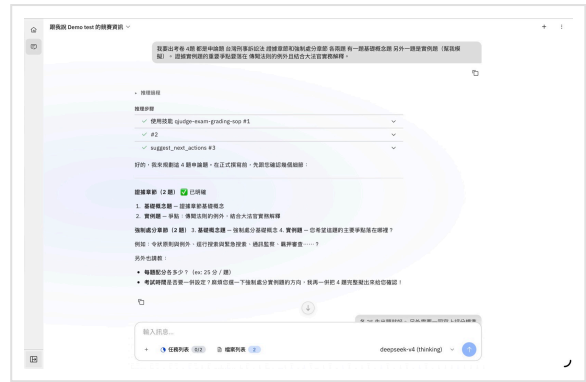 跟我說 Demo test 的競賽資訊
我要出考卷 4題 都是申論題 台灣刑事訴訟法 證據章節和強制處分章節 各兩題 有一題基礎概念題 另外一題是實例題（幫我模
擬）。 證據實例題的重要爭點要落在 傳聞法則的例外且結合大法官實務解釋。
推理過程
推理步驟
使用技能 qjudge-exam-grading-sop #1
#2
suggest_next_actions #3
好的，我來規劃這 4 題申論題。在正式撰寫前，先跟您確認幾個細節：
證據章節（2 題） ✅ 已明確
1. 基礎概念題 – 證據章節基礎概念
2. 實例題 – 爭點：傳聞法則的例外，結合大法官實務解釋
強制處分章節（2 題） 3. 基礎概念題 – 強制處分基礎概念 4. 實例題 – 您希望這題的主要爭點落在哪裡？
例如：令狀原則與例外、逕行搜索與緊急搜索、通訊監察、羈押審查……？
另外也請教：
• 每題配分各多少？（ex: 25 分 / 題）
• 考試時間是否要一併設定？麻煩您選一下強制處分實例題的方向，我再一併把 4 題完整擬出來給您確認！
輸入訊息...
+ 任務列表 0/2 檔案列表 2 deepseek-v4 (thinking)